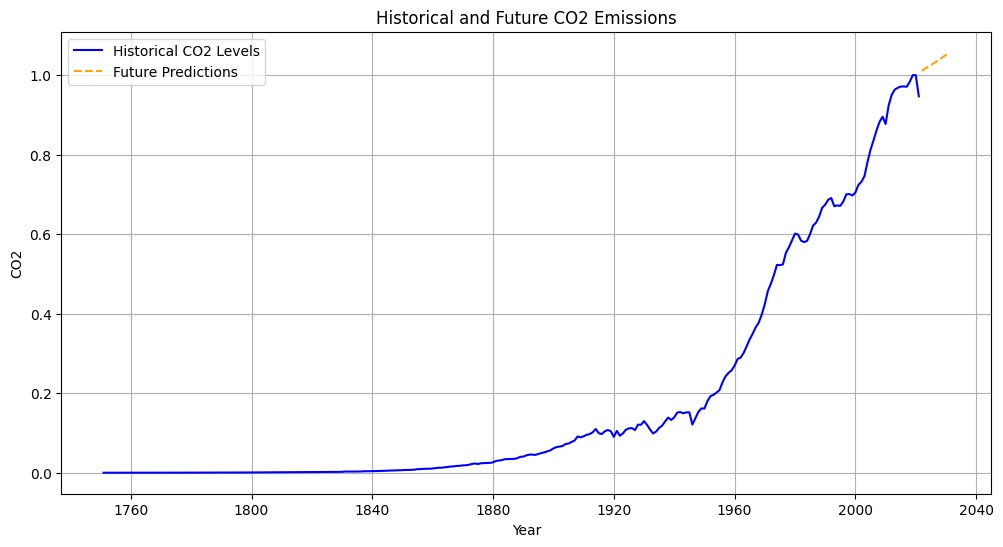 Historical and Future CO2 Emissions
Historical CO2 Levels
Future Predictions
1.0
0.8
0.6
0.4
0.2
0.0
CO2
1760 1800 1840 1880 1920 1960 2000 2040
Year